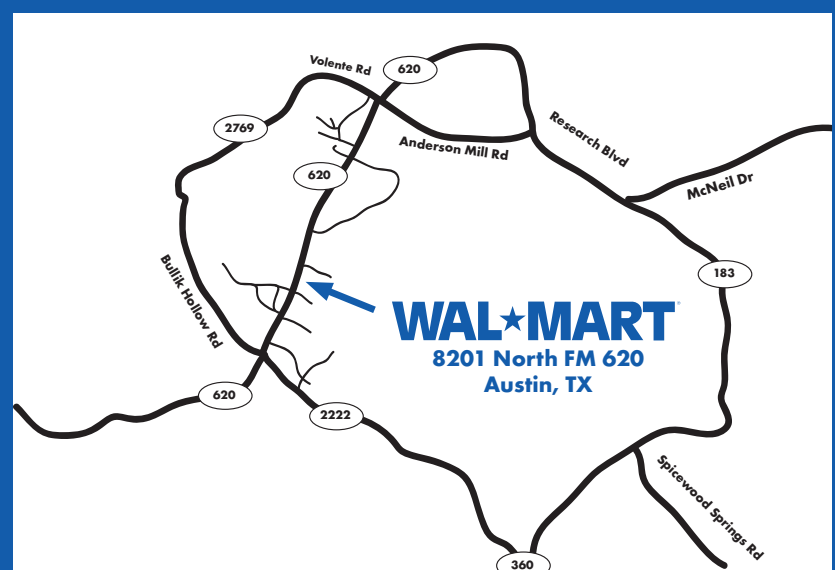 Volente Rd
620
2769
Anderson Mill Rd
Research Blvd
McNeil Dr
620
183
Bullik Hollow Rd
WAL★MART
8201 North FM 620
Austin, TX
620
2222
Spicewood Springs Rd
360